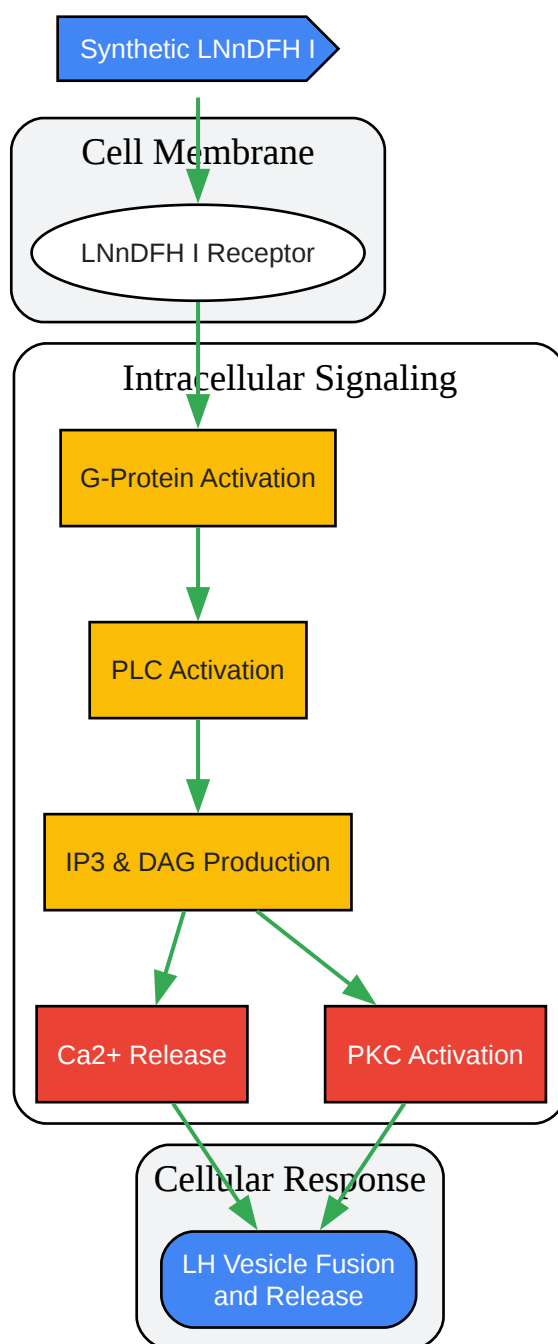 Synthetic LNnDFH I
Cell Membrane
LNnDFH I Receptor
Intracellular Signaling
G-Protein Activation
PLC Activation
IP3 & DAG Production
Ca2+ Release
PKC Activation
Cellular Response
LH Vesicle Fusion
and Release